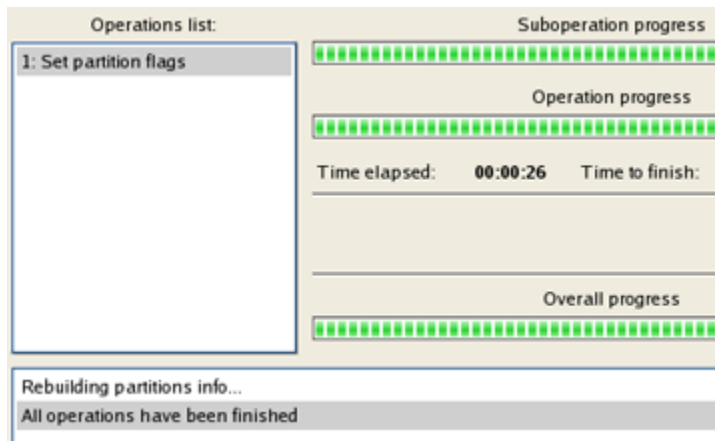 Operations list:
1: Set partition flags
Suboperation progress
Operation progress
Time elapsed: 00:00:26 Time to finish:
Overall progress
Rebuilding partitions info...
All operations have been finished